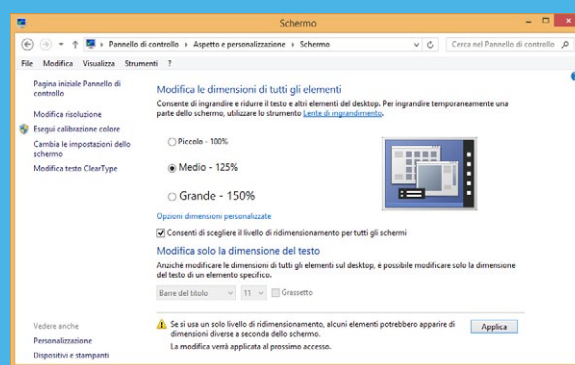 Schermo
Pannello di controllo › Aspetto e personalizzazione › Schermo
Cerca nel Pannello di controllo
File Modifica Visualizza Strumenti ?
Pagina iniziale Pannello di
controllo
Modifica risoluzione
Esegui calibrazione colore
Cambia le impostazioni dello
schermo
Modifica testo ClearType
Modifica le dimensioni di tutti gli elementi
Consente di ingrandire e ridurre il testo e altri elementi del desktop. Per ingrandire temporaneamente una
parte dello schermo, utilizzare lo strumento Lente di ingrandimento.
Piccolo - 100%
Medio - 125%
Grande - 150%
Opzioni dimensioni personalizzate
Consenti di scegliere il livello di ridimensionamento per tutti gli schermi
Modifica solo la dimensione del testo
Anziché modificare le dimensioni di tutti gli elementi sul desktop, è possibile modificare solo la dimensione
del testo di un elemento specifico.
Barre del titolo 11 Grassetto
Se si usa un solo livello di ridimensionamento, alcuni elementi potrebbero apparire di
dimensioni diverse a seconda dello schermo.
La modifica verrà applicata al prossimo accesso.
Applica
Vedere anche
Personalizzazione
Dispositivi e stampanti